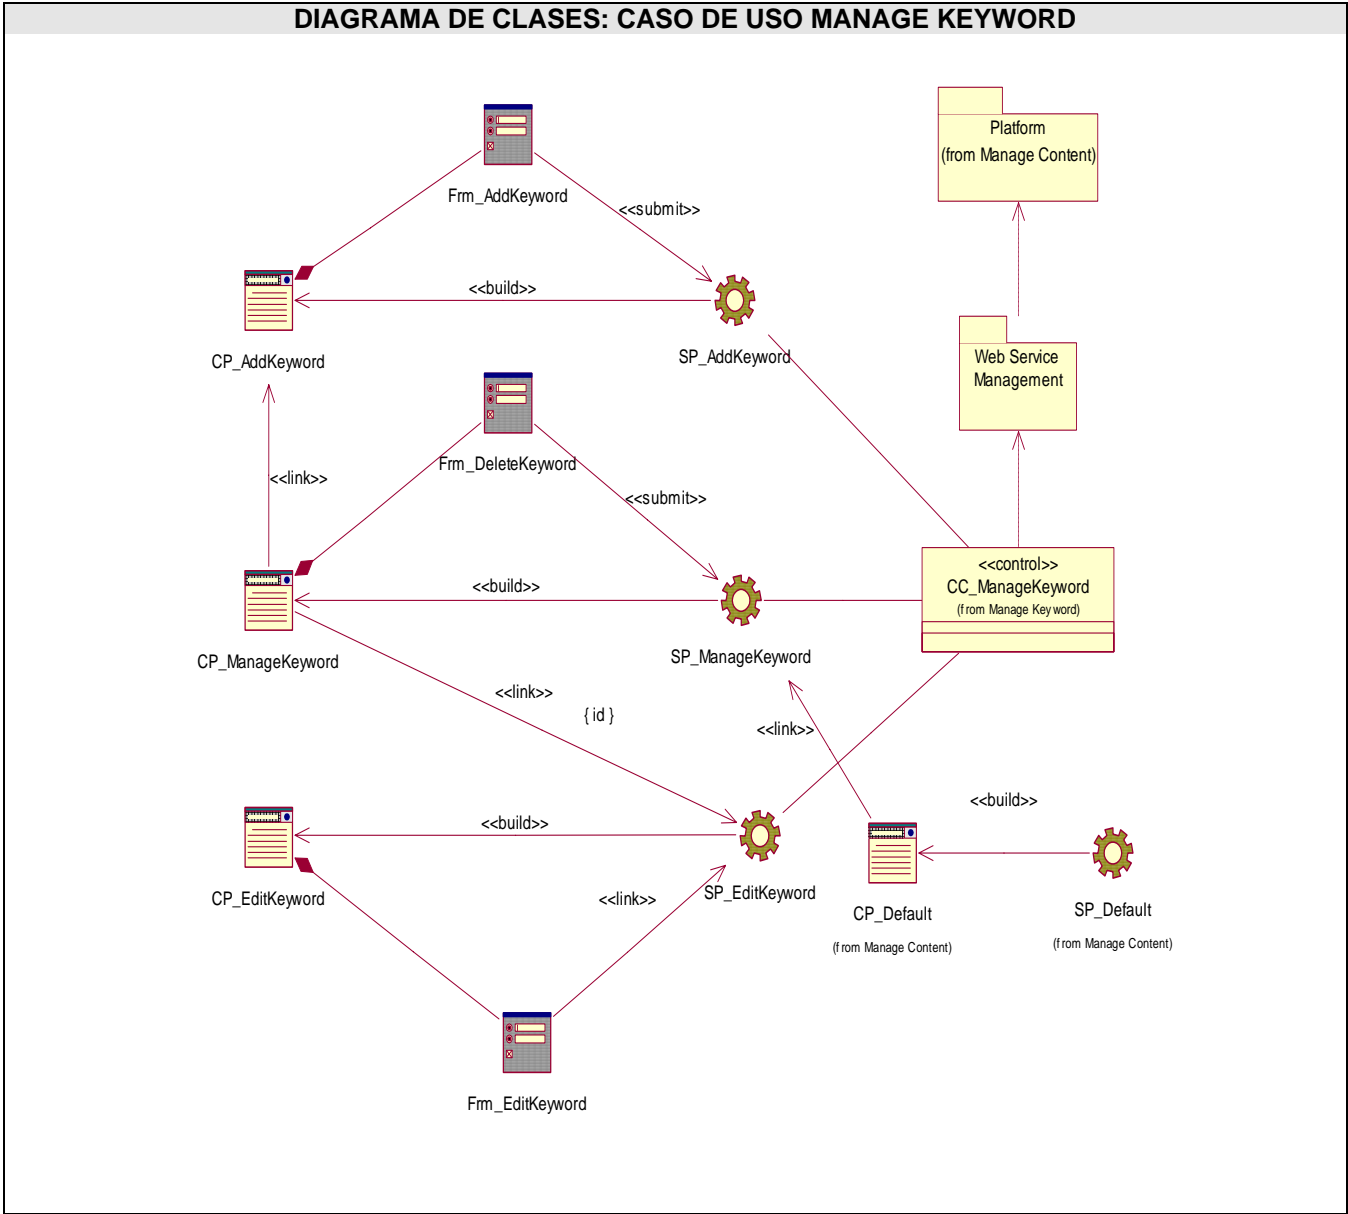 DIAGRAMA DE CLASES: CASO DE USO MANAGE KEYWORD
Platform
(from Manage Content)
Frm_AddKeyword
<<submit>>
<<build>>
CP_AddKeyword
SP_AddKeyword
Web Service
Management
Frm_DeleteKeyword
<<link>>
<<submit>>
<<control>>
CC_ManageKeyword
(from Manage Keyword)
<<build>>
CP_ManageKeyword
SP_ManageKeyword
<<link>>
{ id }
<<link>>
<<build>>
<<build>>
CP_EditKeyword
<<link>>
SP_EditKeyword
CP_Default
(from Manage Content)
SP_Default
(from Manage Content)
Frm_EditKeyword